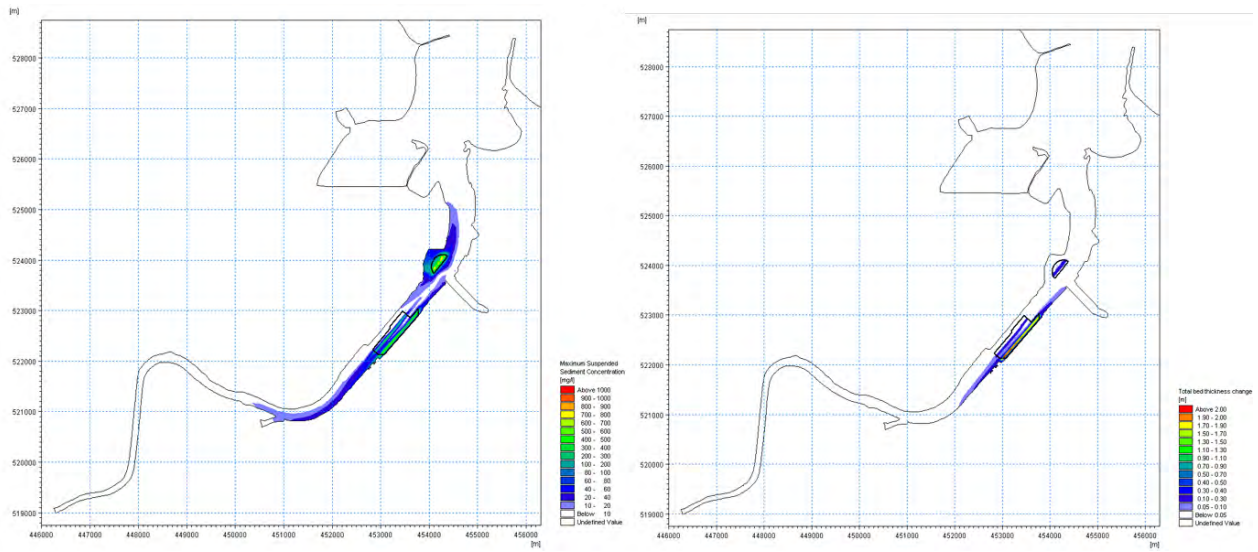 [m]
528000
527000
526000
525000
524000
523000
522000
521000
520000
519000
446000 447000 448000 449000 450000 451000 452000 453000 454000 455000 456000
[m]
Maximum Suspended
Sediment Concentration
[mg/l]
Above 1000
900 - 1000
800 - 900
700 - 800
600 - 700
500 - 600
400 - 500
300 - 400
200 - 300
100 - 200
80 - 100
60 - 80
40 - 60
20 - 40
10 - 20
Below 10
Undefined Value
[m]
528000
527000
526000
525000
524000
523000
522000
521000
520000
519000
446000 447000 448000 449000 450000 451000 452000 453000 454000 455000 456000
[m]
Total bed thickness change
[m]
Above 2.00
1.90 - 2.00
1.70 - 1.90
1.50 - 1.70
1.30 - 1.50
1.10 - 1.30
0.90 - 1.10
0.70 - 0.90
0.50 - 0.70
0.40 - 0.50
0.30 - 0.40
0.10 - 0.30
0.05 - 0.10
Below 0.05
Undefined Value